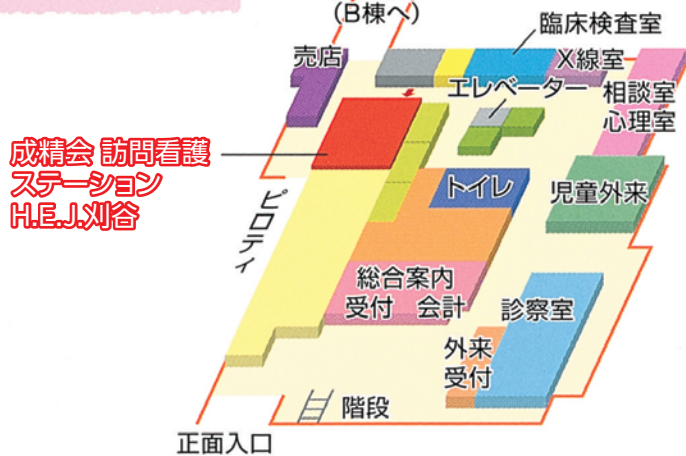 (B棟へ)
臨床検査室
売店
X線室
エレベーター
相談室
心理室
成精会 訪問看護
ステーション
H.E.J.刈谷
トイレ
児童外来
ピロティ
総合案内
受付 会計
診察室
外来
受付
階段
正面入口